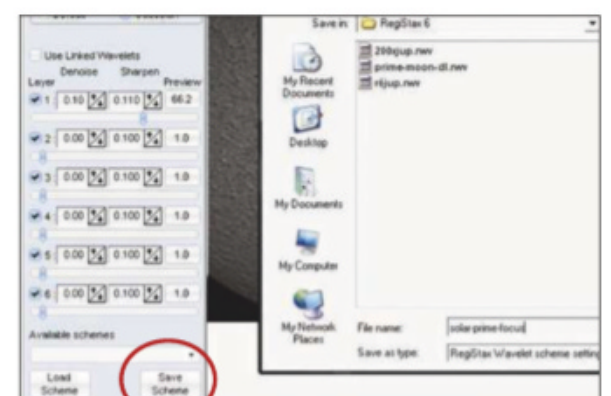 Use Linked Wavelets
Denoise Sharpen
Layer Preview
1 0.10 0.110 66.2
2 0.00 0.100 1.0
3 0.00 0.100 1.0
4 0.00 0.100 1.0
5 0.00 0.100 1.0
6 0.00 0.100 1.0
Available schemes
Load Scheme
Save Scheme
Save in: RegiStax 6
My Recent Documents
Desktop
My Documents
My Computer
My Network Places
prime-moon-dl.rwv
File name: solar-prime-focus
Save as type: RegiStax Wavelet scheme setting